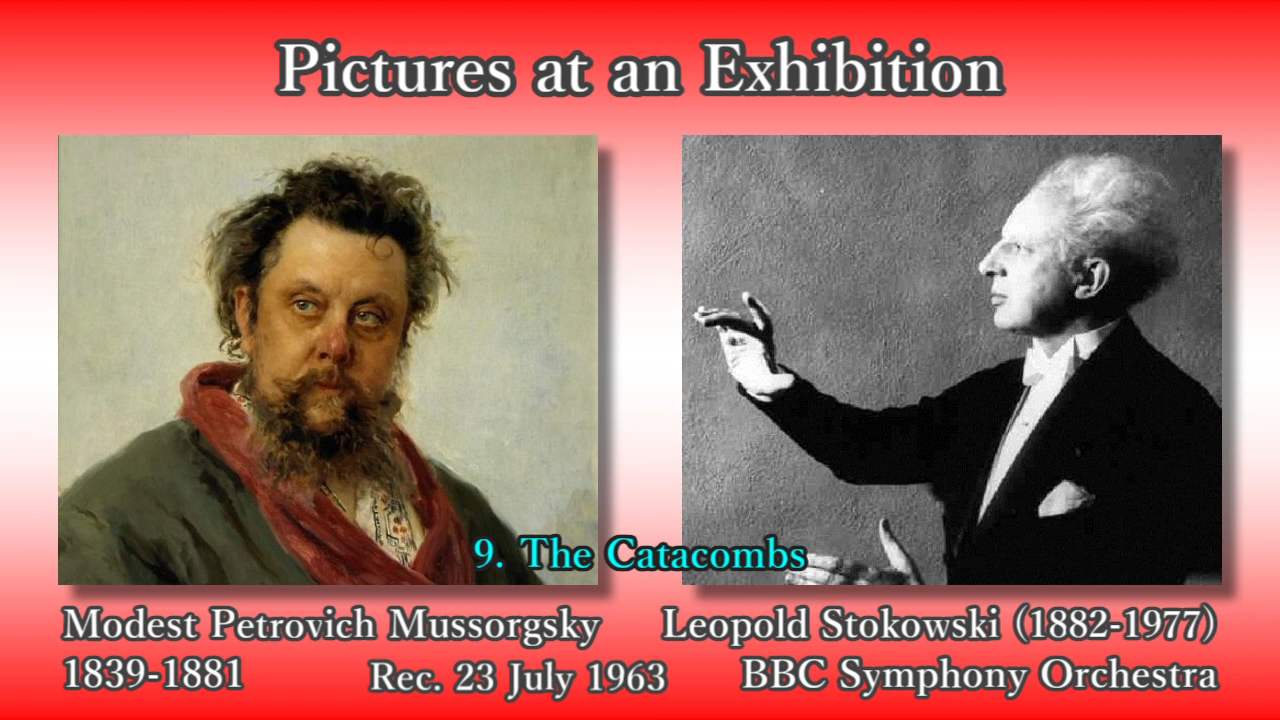 Pictures at an Exhibition
9. The Catacombs
Modest Petrovich Mussorgsky
1839-1881
Leopold Stokowski (1882-1977)
Rec. 23 July 1963
BBC Symphony Orchestra